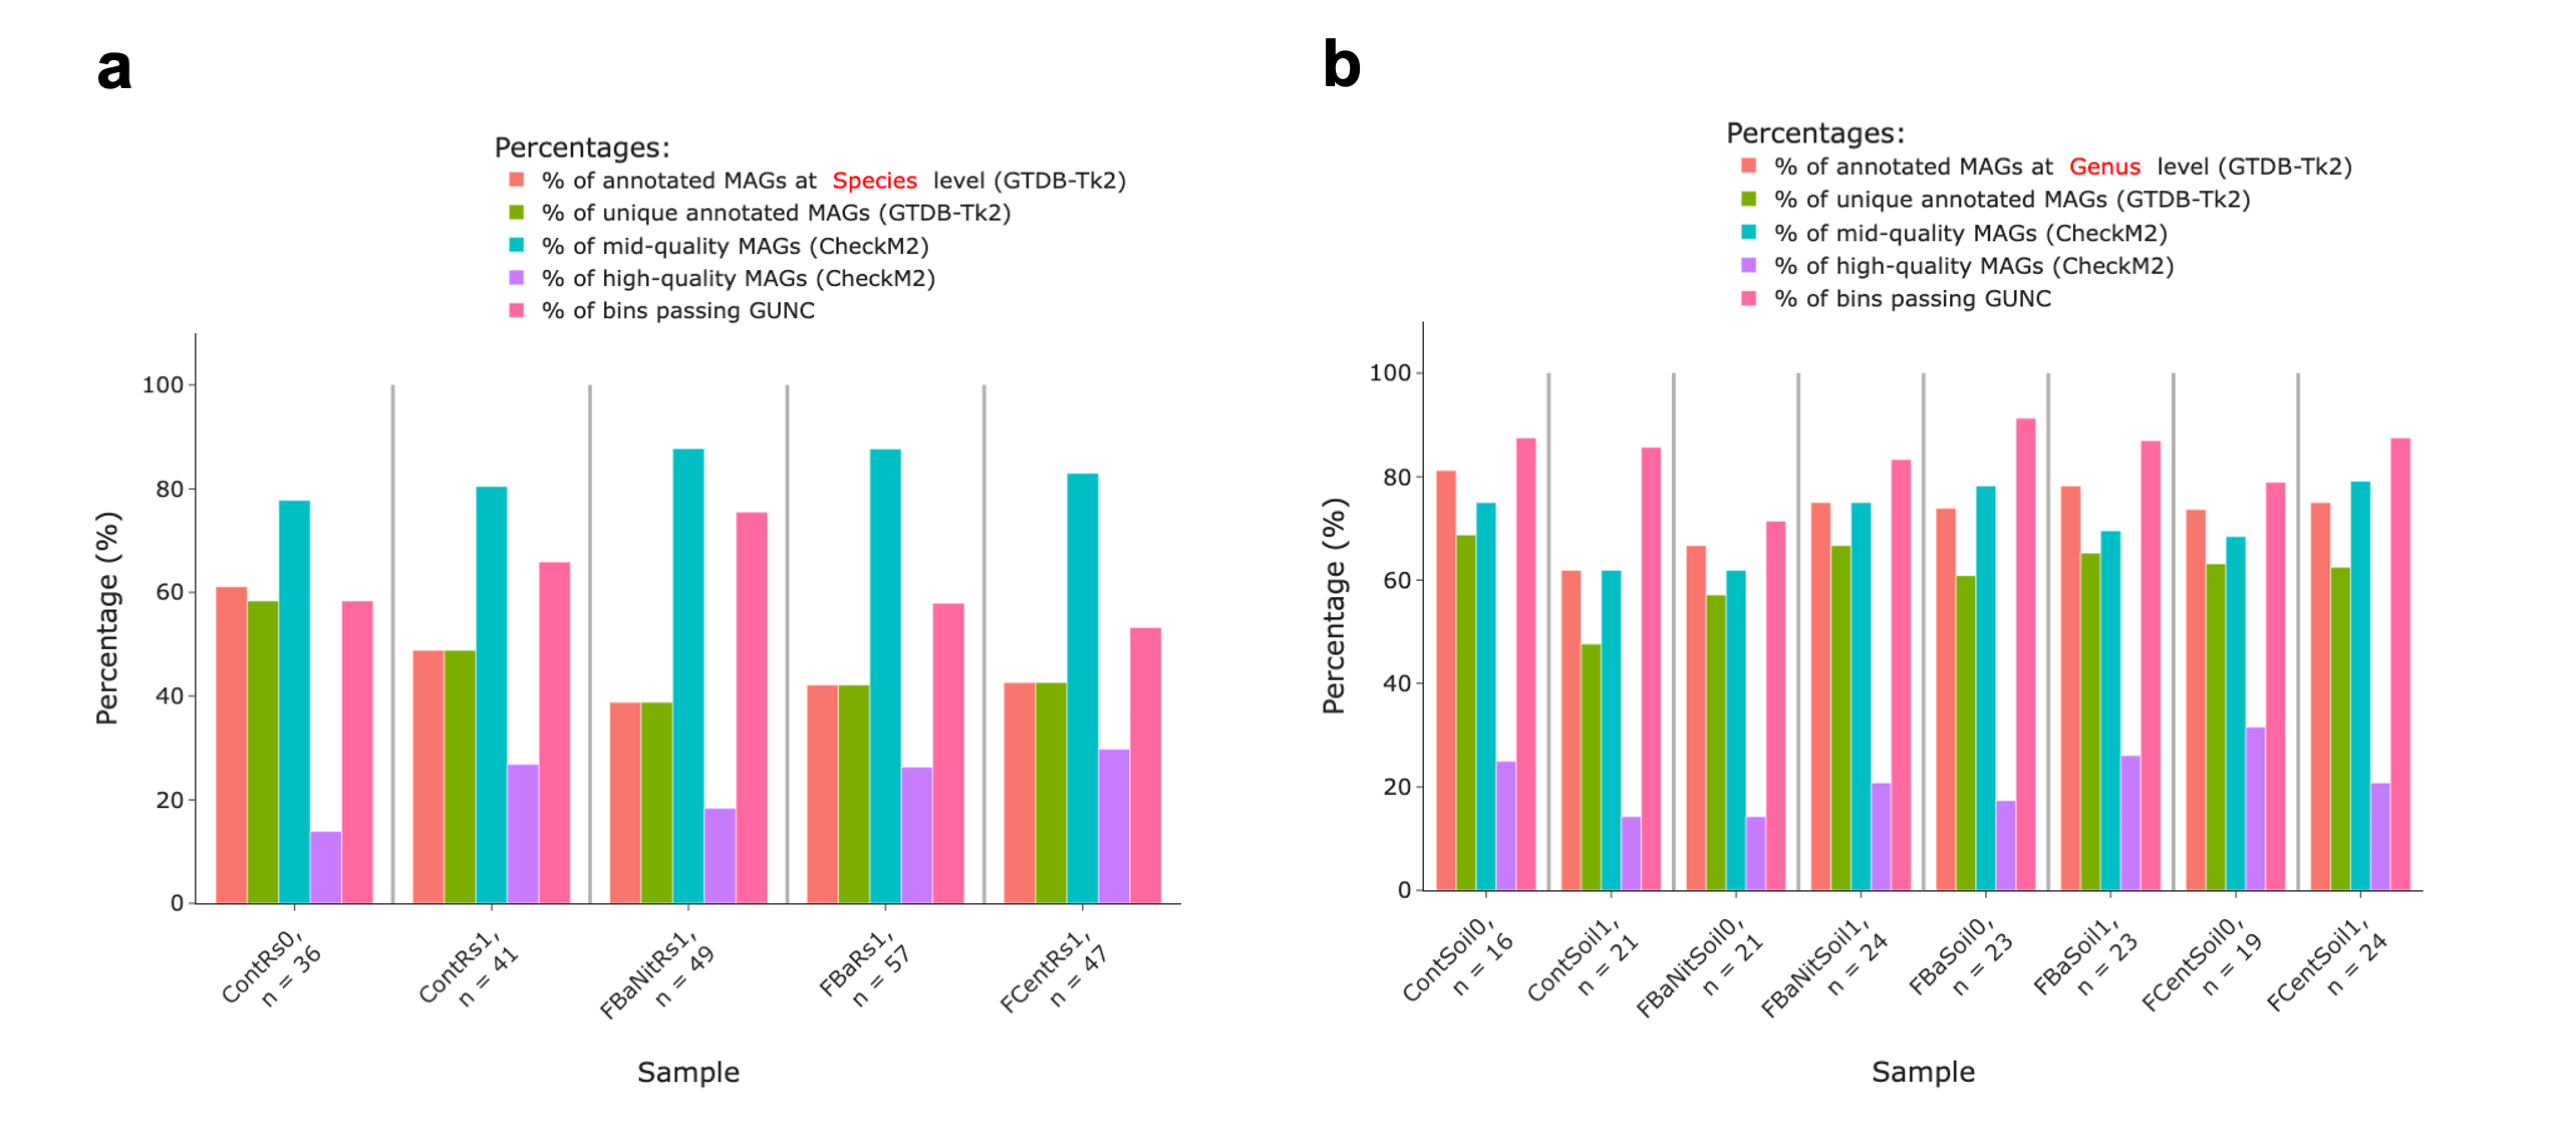 a
Percentages:
% of annotated MAGs at Species level (GTDB-Tk2)
% of unique annotated MAGs (GTDB-Tk2)
% of mid-quality MAGs (CheckM2)
% of high-quality MAGs (CheckM2)
% of bins passing GUNC
Percentage (%)
100
80
60
40
20
0
ContRs0,
n = 36
ContRs1,
n = 41
FBaNitRs1,
n = 49
FBaRs1,
n = 57
FCentRs1,
n = 47
Sample
b
Percentages:
% of annotated MAGs at Genus level (GTDB-Tk2)
% of unique annotated MAGs (GTDB-Tk2)
% of mid-quality MAGs (CheckM2)
% of high-quality MAGs (CheckM2)
% of bins passing GUNC
Percentage (%)
100
80
60
40
20
0
ContSoil0,
n = 16
ContSoil1,
n = 21
FBaNitSoil0,
n = 21
FBaNitSoil1,
n = 24
FBaSoil0,
n = 23
FBaSoil1,
n = 23
FCentSoil0,
n = 19
FCentSoil1,
n = 24
Sample